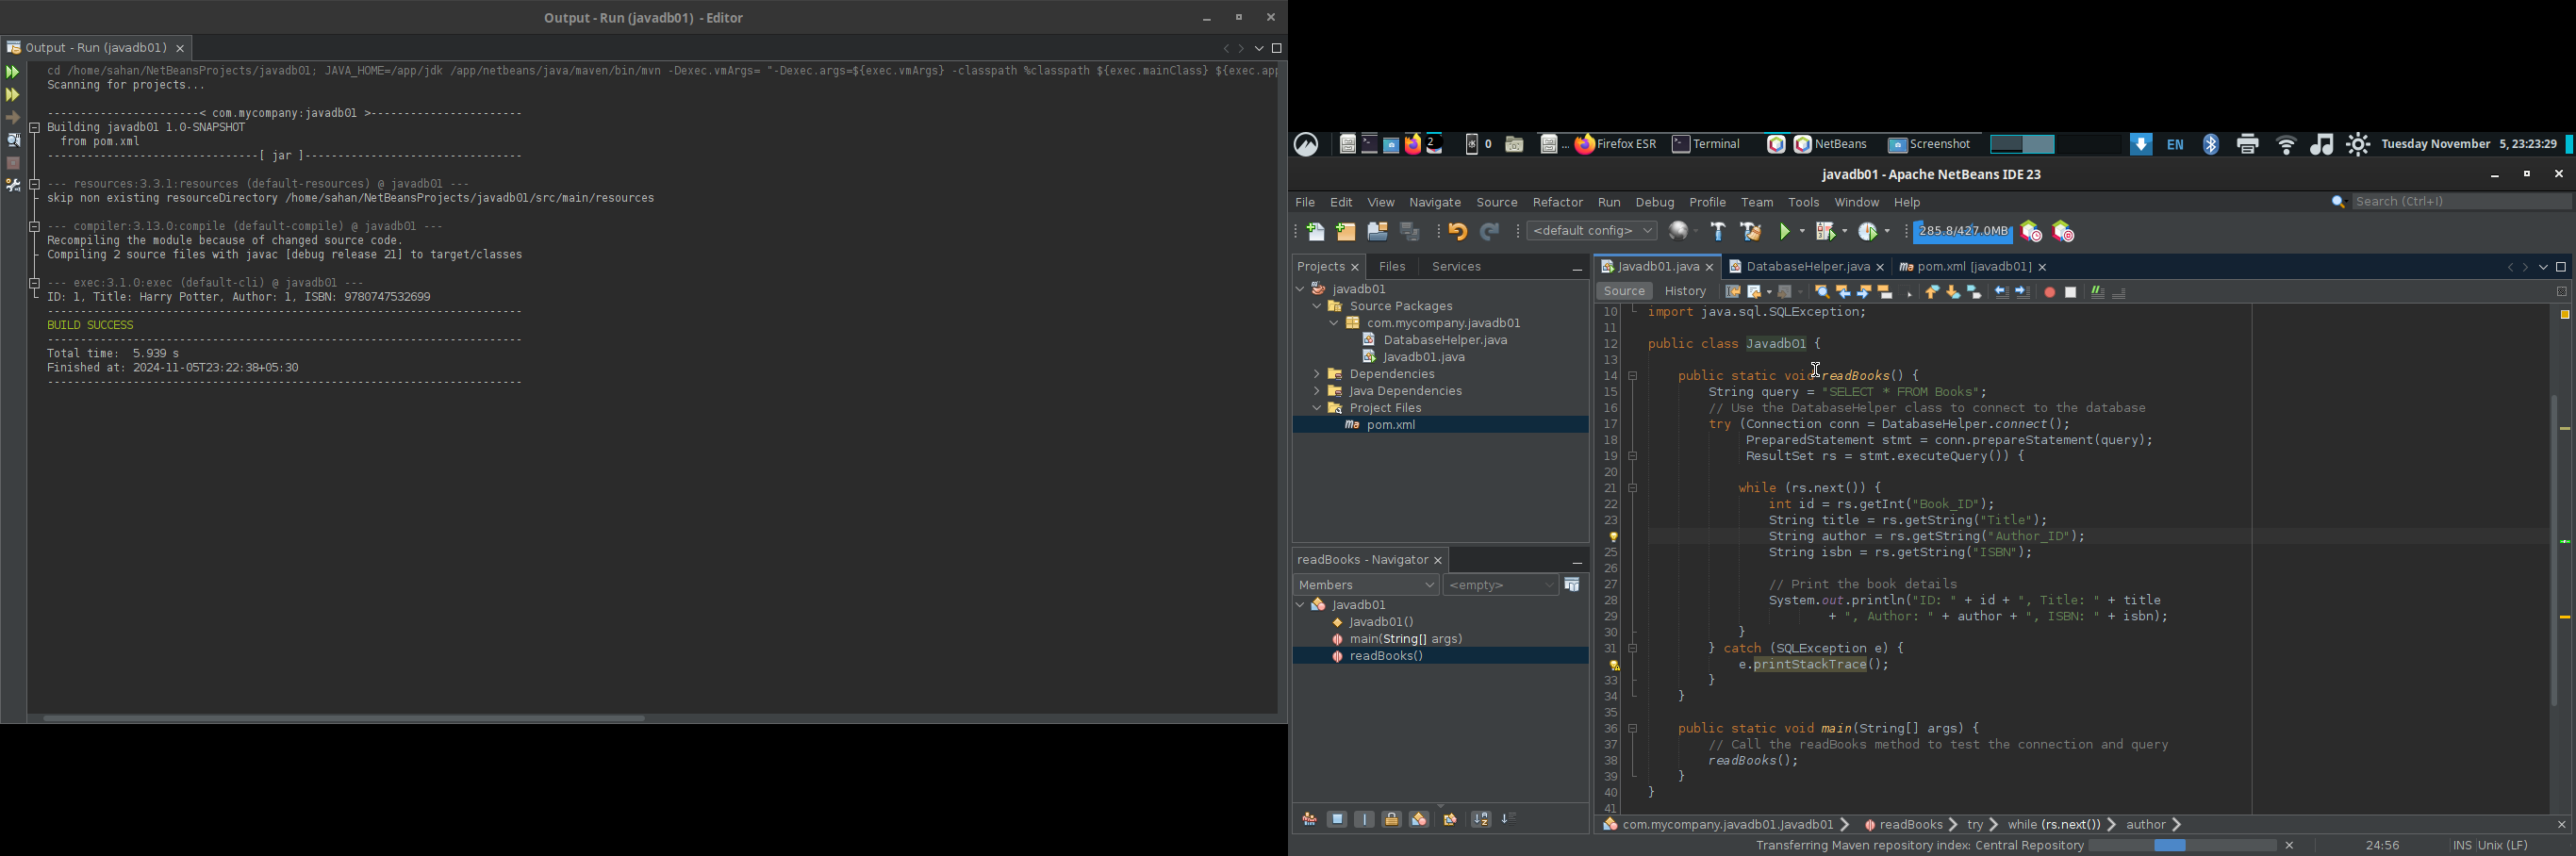 Output - Run (javadb01) - Editor
Output - Run (javadb01)
cd /home/sahan/NetBeansProjects/javadb01; JAVA_HOME=/app/jdk /app/netbeans/java/maven/bin/mvn -Dexec.vmArgs= "-Dexec.args=${exec.vmArgs} -classpath %classpath ${exec.mainClass} ${exec.app
Scanning for projects...
-----------------------< com.mycompany:javadb01 >-----------------------
Building javadb01 1.0-SNAPSHOT
from pom.xml
--------------------------------[ jar ]---------------------------------
--- resources:3.3.1:resources (default-resources) @ javadb01 ---
skip non existing resourceDirectory /home/sahan/NetBeansProjects/javadb01/src/main/resources
--- compiler:3.13.0:compile (default-compile) @ javadb01 ---
Recompiling the module because of changed source code.
Compiling 2 source files with javac [debug release 21] to target/classes
--- exec:3.1.0:exec (default-cli) @ javadb01 ---
ID: 1, Title: Harry Potter, Author: 1, ISBN: 9780747532699
------------------------------------------------------------------------
BUILD SUCCESS
------------------------------------------------------------------------
Total time:  5.939 s
Finished at: 2024-11-05T23:22:38+05:30
------------------------------------------------------------------------
2 0 ... Firefox ESR Terminal NetBeans Screenshot EN Tuesday November 5, 23:23:29
javadb01 - Apache NetBeans IDE 23
File Edit View Navigate Source Refactor Run Debug Profile Team Tools Window Help Search (Ctrl+I)
<default config> 285.8/427.0MB
Projects Files Services
javadb01
Source Packages
com.mycompany.javadb01
DatabaseHelper.java
Javadb01.java
Dependencies
Java Dependencies
Project Files
pom.xml
readBooks - Navigator
Members <empty>
Javadb01
Javadb01()
main(String[] args)
readBooks()
Javadb01.java DatabaseHelper.java pom.xml [javadb01]
Source History
10 import java.sql.SQLException;
11
12 public class Javadb01 {
13
14 public static void readBooks() {
15 String query = "SELECT * FROM Books";
16 // Use the DatabaseHelper class to connect to the database
17 try (Connection conn = DatabaseHelper.connect();
18 PreparedStatement stmt = conn.prepareStatement(query);
19 ResultSet rs = stmt.executeQuery()) {
20
21 while (rs.next()) {
22 int id = rs.getInt("Book_ID");
23 String title = rs.getString("Title");
String author = rs.getString("Author_ID");
25 String isbn = rs.getString("ISBN");
26
27 // Print the book details
28 System.out.println("ID: " + id + ", Title: " + title
29 + ", Author: " + author + ", ISBN: " + isbn);
30 }
31 } catch (SQLException e) {
e.printStackTrace();
33 }
34 }
35
36 public static void main(String[] args) {
37 // Call the readBooks method to test the connection and query
38 readBooks();
39 }
40 }
41
com.mycompany.javadb01.Javadb01 readBooks try while (rs.next()) author
Transferring Maven repository index: Central Repository 24:56 INS Unix (LF)